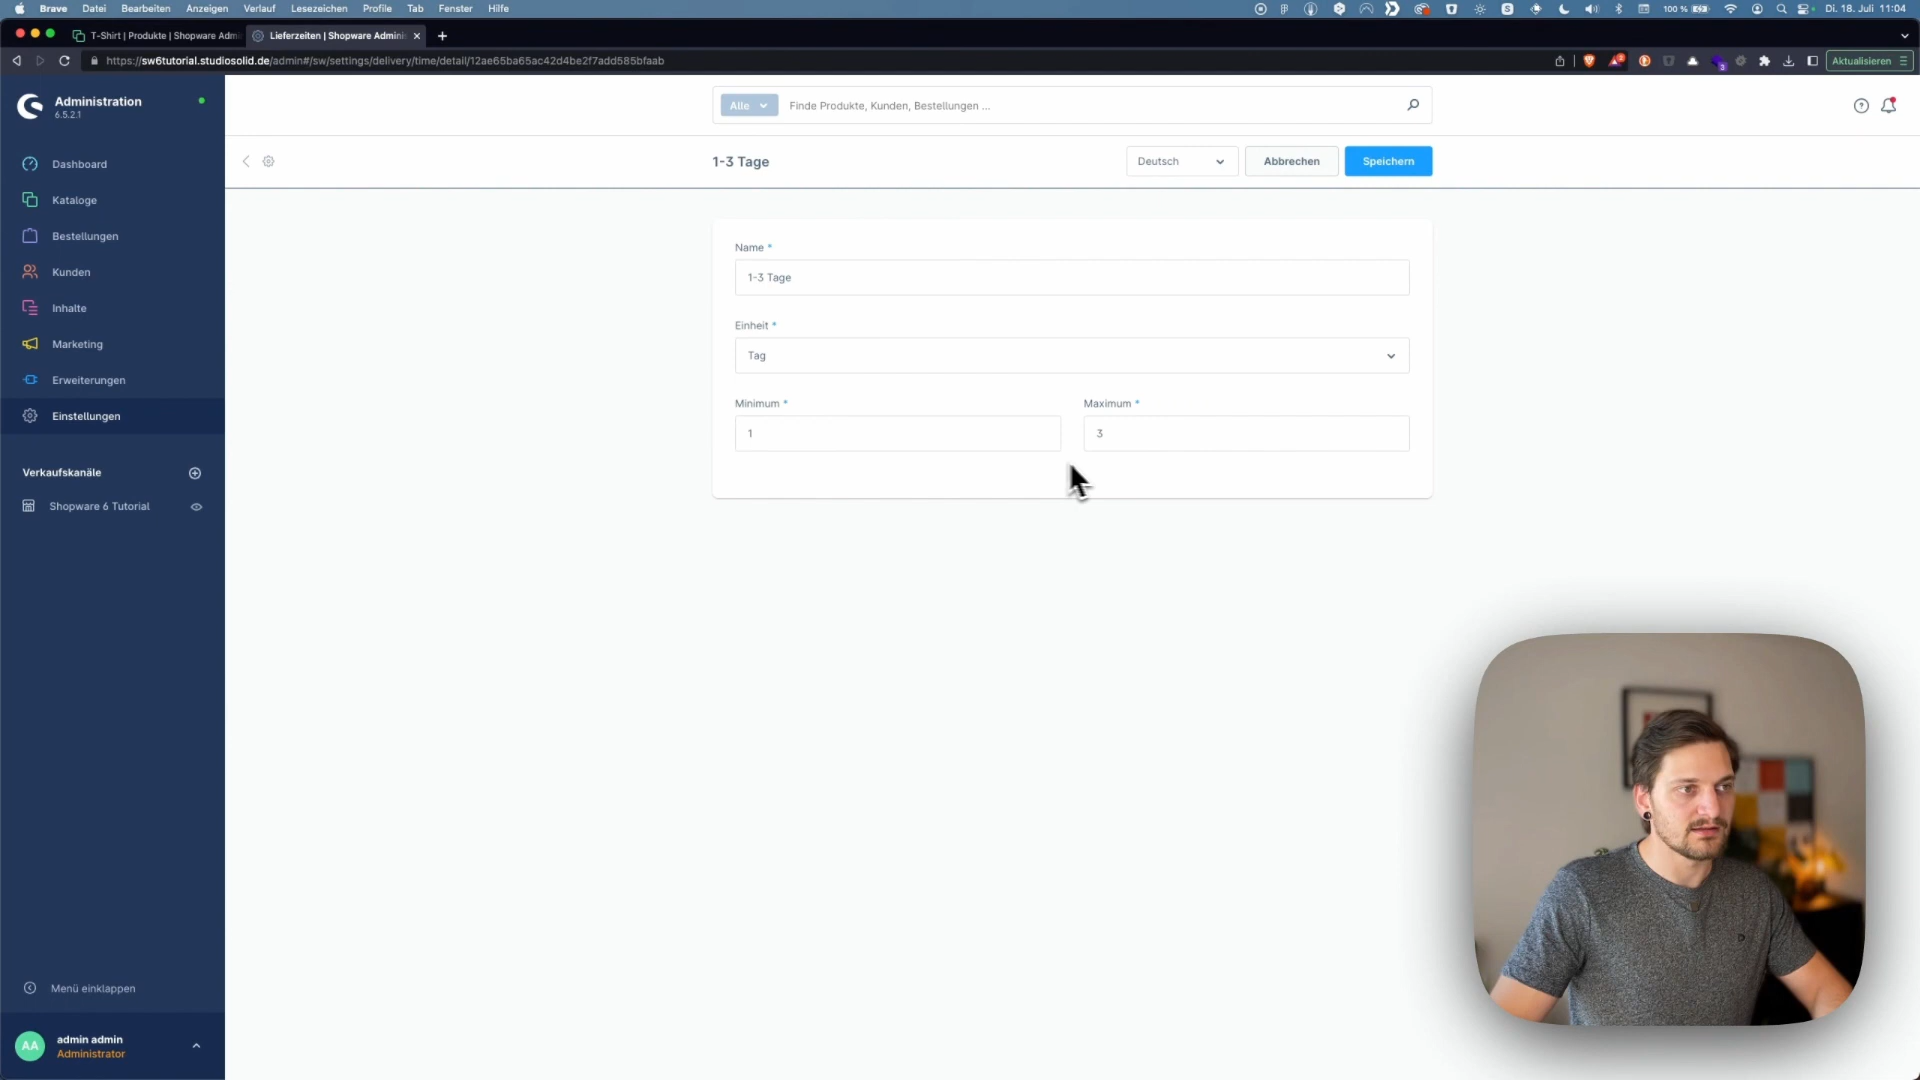 Brave Datei Bearbeiten Anzeigen Verlauf Lesezeichen Profile Tab Fenster Hilfe
100 % Di. 18. Juli 11:04
T-Shirt | Produkte | Shopware Admi
Lieferzeiten | Shopware Adminis
https://sw6tutorial.studiosolid.de/admin#/sw/settings/delivery/time/detail/12ae65ba65ac42d4be2f7add585bfaab
Aktualisieren
Administration
6.5.2.1
Alle
Finde Produkte, Kunden, Bestellungen ...
1-3 Tage
Deutsch
Abbrechen
Speichern
Dashboard
Kataloge
Bestellungen
Kunden
Inhalte
Marketing
Erweiterungen
Einstellungen
Verkaufskanäle
Shopware 6 Tutorial
Name *
1-3 Tage
Einheit *
Tag
Minimum *
1
Maximum *
3
Menü einklappen
AA
admin admin
Administrator